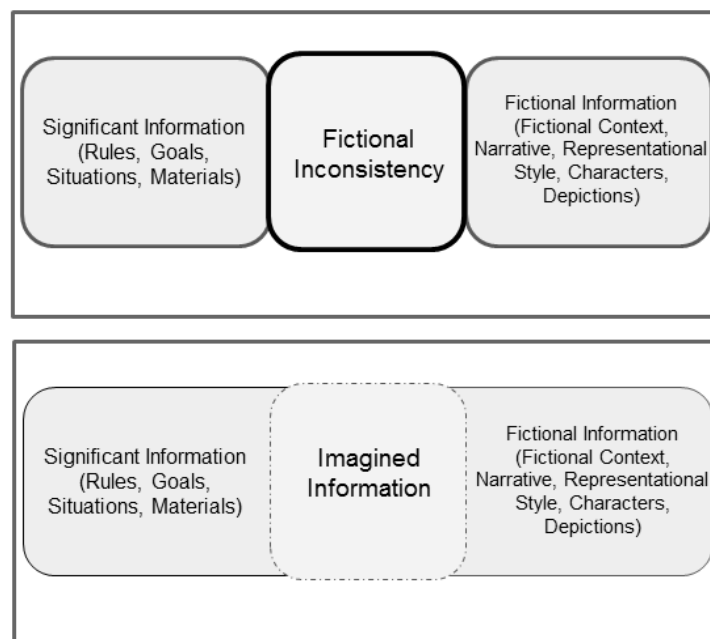 Significant Information
(Rules, Goals,
Situations, Materials)
Fictional
Inconsistency
Fictional Information
(Fictional Context,
Narrative, Representational
Style, Characters,
Depictions)
Significant Information
(Rules, Goals,
Situations, Materials)
Imagined
Information
Fictional Information
(Fictional Context,
Narrative, Representational
Style, Characters,
Depictions)